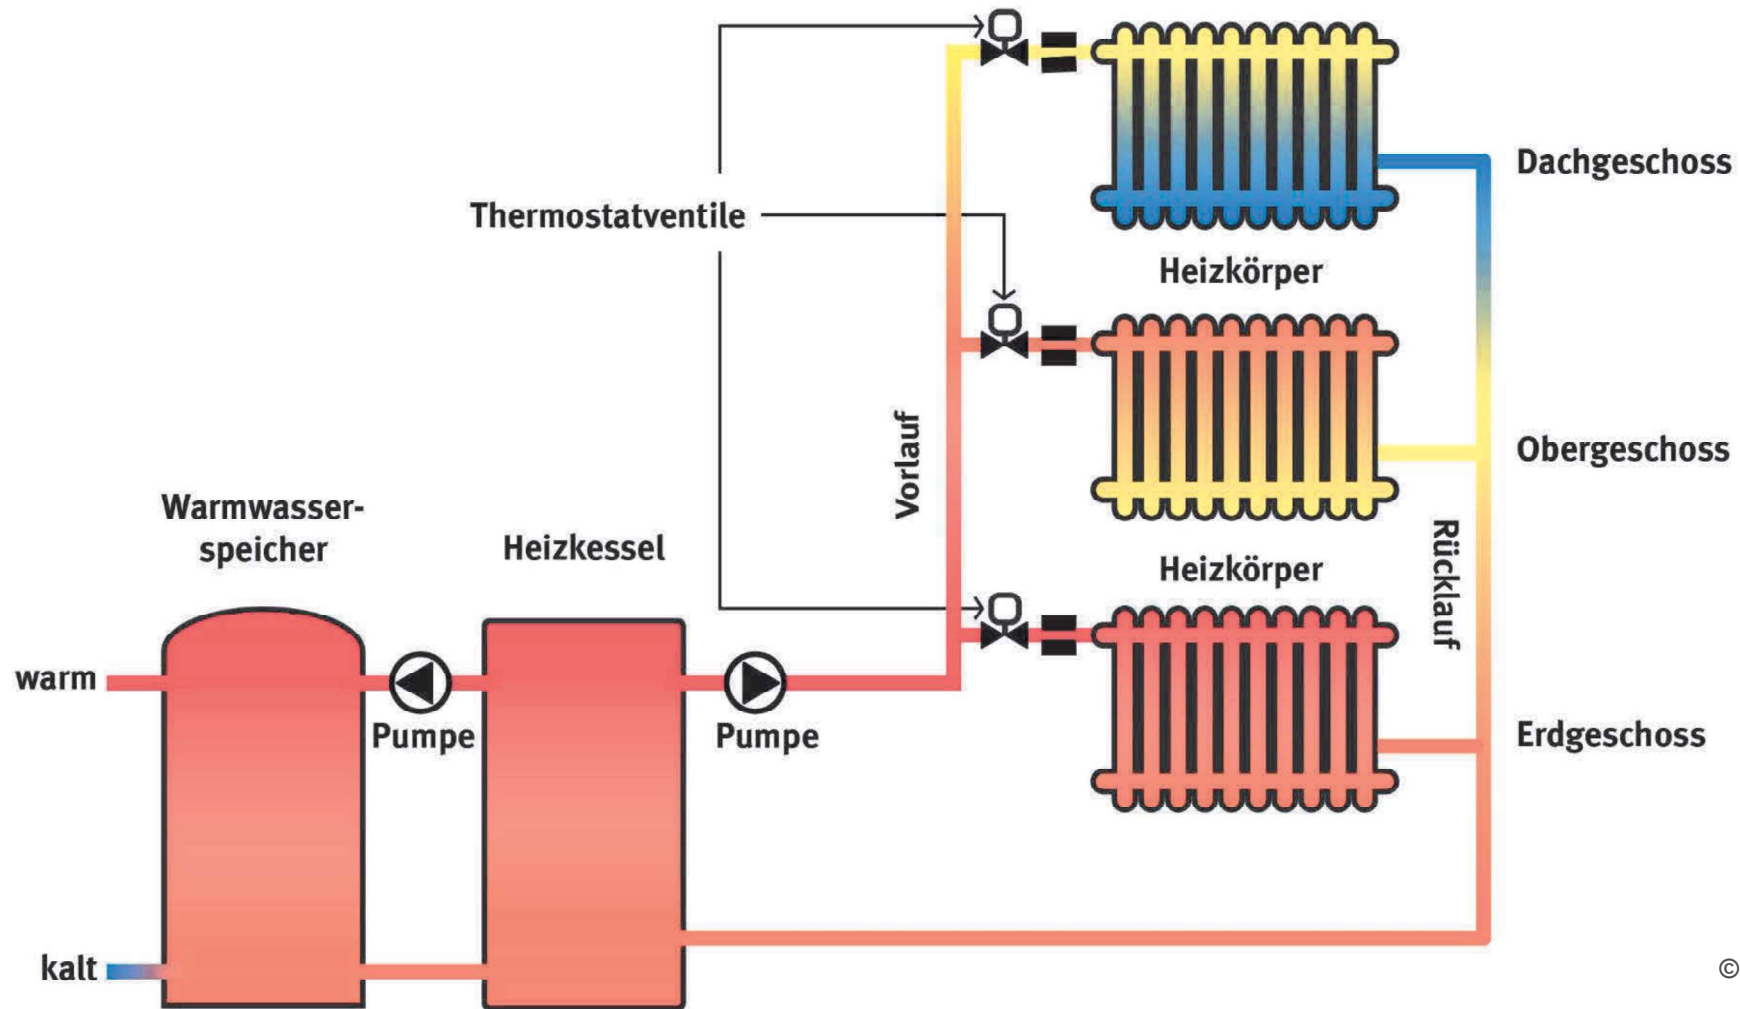 Dachgeschoss
Thermostatventile
Heizkörper
Vorlauf
Obergeschoss
Warmwasser-
speicher
Heizkessel
Rücklauf
Heizkörper
warm
Pumpe
Pumpe
Erdgeschoss
kalt
©